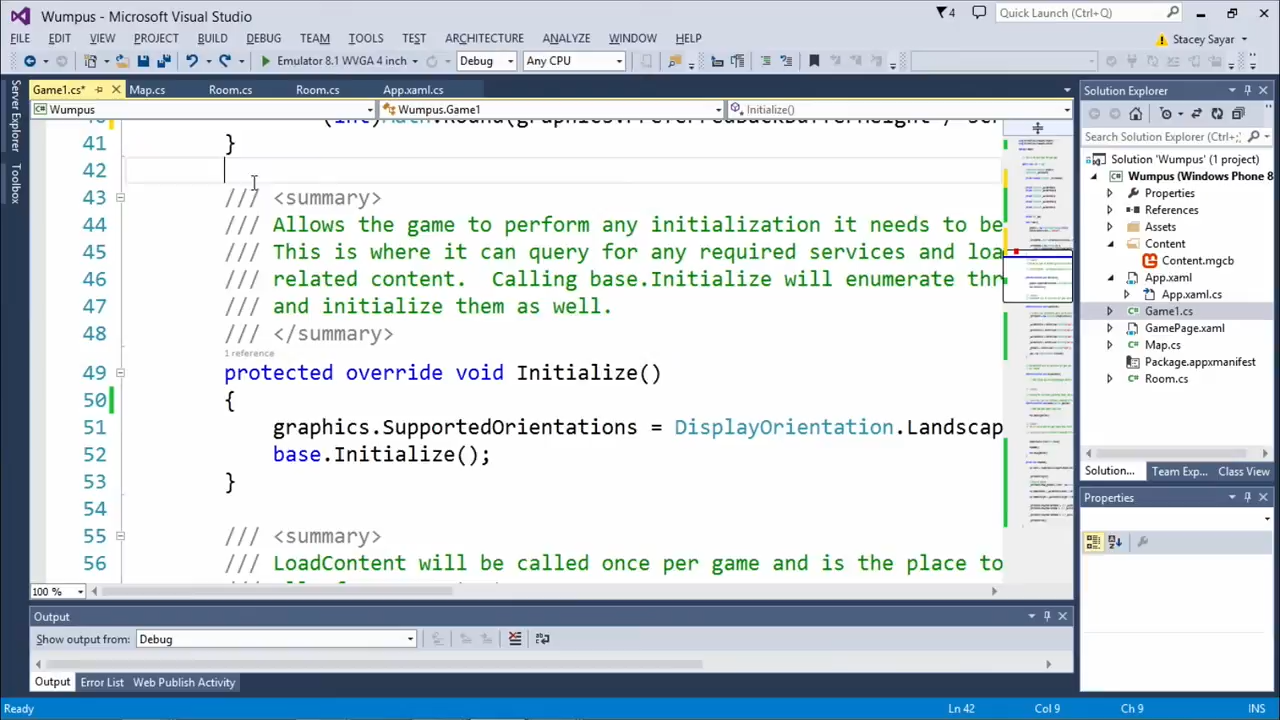 Wumpus - Microsoft Visual Studio
4
Quick Launch (Ctrl+Q)
FILE EDIT VIEW PROJECT BUILD DEBUG TEAM TOOLS TEST ARCHITECTURE ANALYZE WINDOW HELP
Stacey Sayar
Emulator 8.1 WVGA 4 inch
Debug
Any CPU
Server Explorer
Toolbox
Game1.cs*
Map.cs
Room.cs
Room.cs
App.xaml.cs
Wumpus
Wumpus.Game1
Initialize()
41 }
42
43 /// <summary>
44 /// Allows the game to perform any initialization it needs to be
45 /// This is where it can query for any required services and loa
46 /// related content. Calling base.Initialize will enumerate thr
47 /// and initialize them as well.
48 /// </summary>
1 reference
49 protected override void Initialize()
50 {
51 graphics.SupportedOrientations = DisplayOrientation.Landscap
52 base.Initialize();
53 }
54
55 /// <summary>
56 /// LoadContent will be called once per game and is the place to
100 %
Output
Show output from: Debug
Output Error List Web Publish Activity
Solution Explorer
Search Solution Explorer (Ctrl+;)
Solution 'Wumpus' (1 project)
Wumpus (Windows Phone 8
Properties
References
Assets
Content
Content.mgcb
App.xaml
App.xaml.cs
Game1.cs
GamePage.xaml
Map.cs
Package.appxmanifest
Room.cs
Solution... Team Exp... Class View
Properties
Ready
Ln 42
Col 9
Ch 9
INS